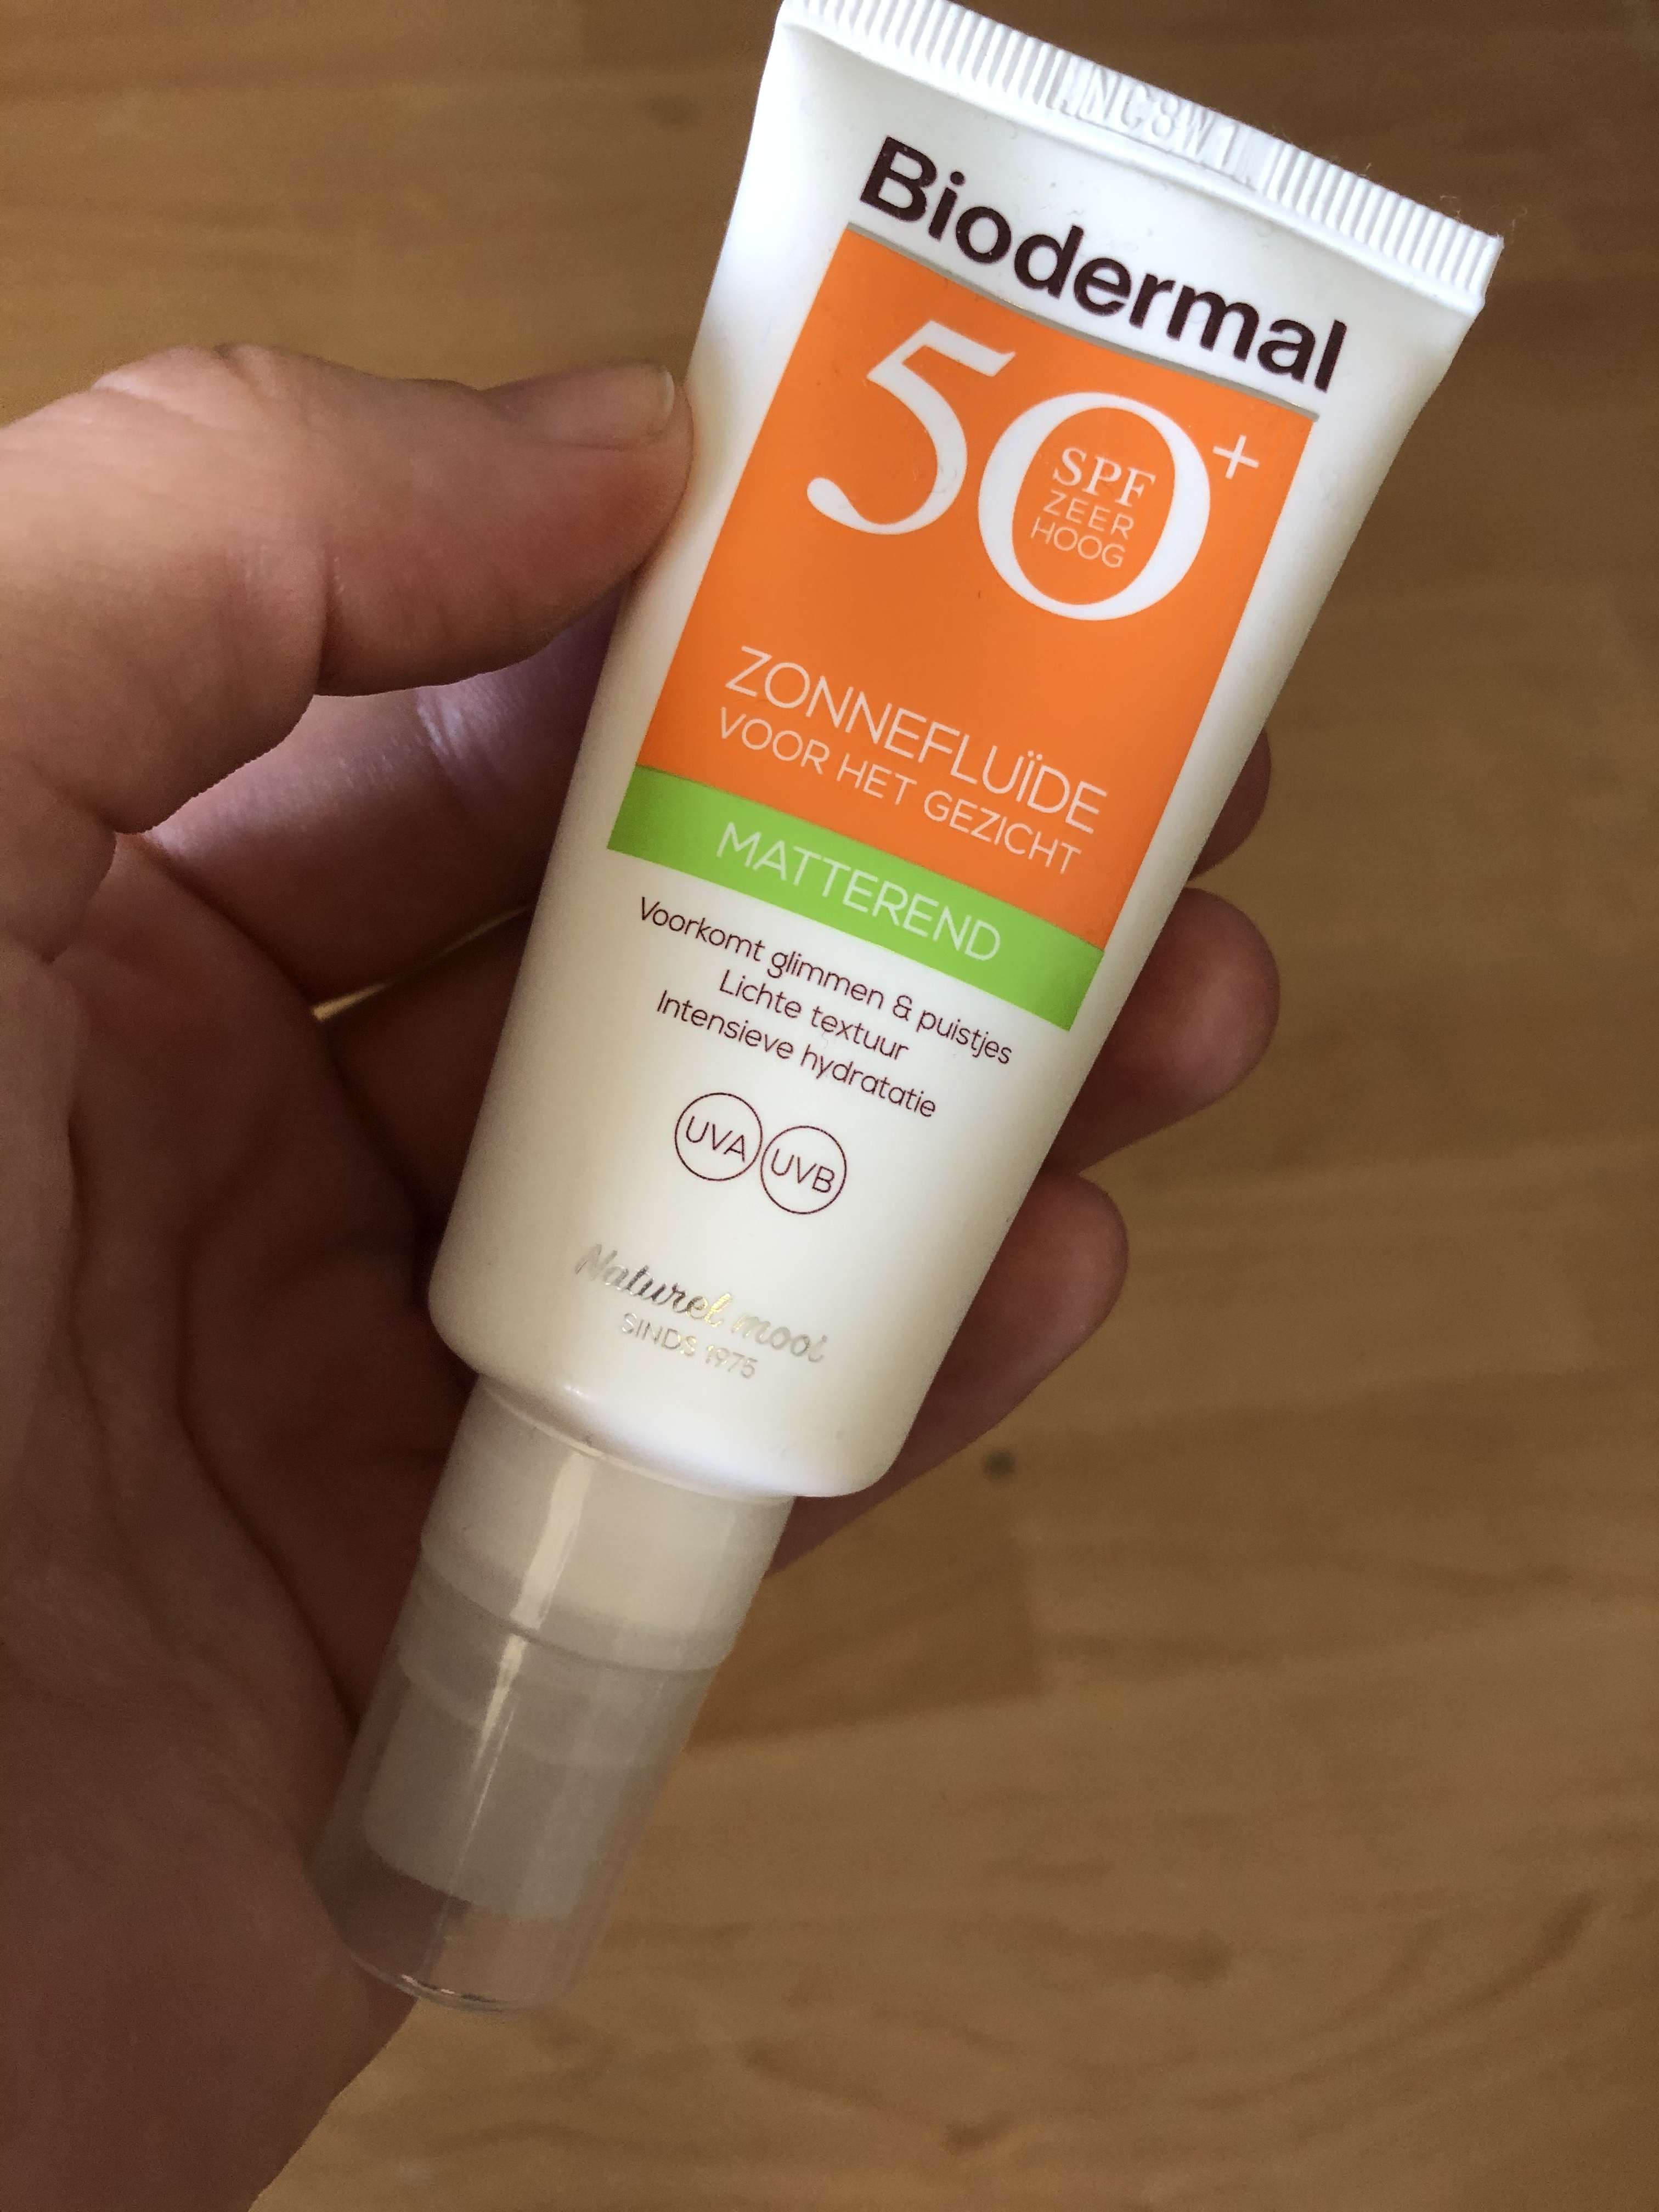 Biodermal
50+
SPF
ZEER
HOOG
ZONNEFLUÏDE
VOOR HET GEZICHT
MATTEREND
Voorkomt glimmen & puistjes
Lichte textuur
Intensieve hydratatie
UVA UVB
Naturel mooi
SINDS 1975